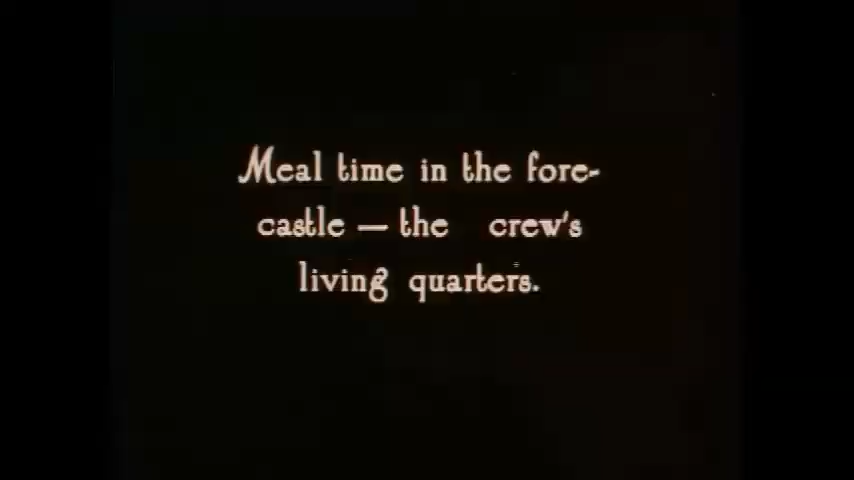 Meal time in the fore-
castle — the crew's
living quarters.